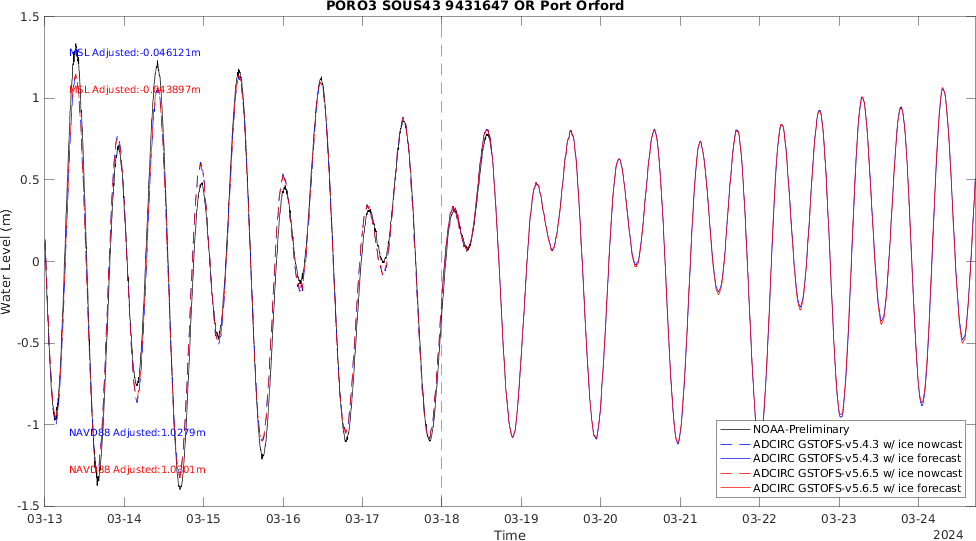 PORO3 SOUS43 9431647 OR Port Orford
Water Level (m)
1.5
1
0.5
0
-0.5
-1
-1.5
MSL Adjusted:-0.046121m
MSL Adjusted:-0.043897m
NAVD88 Adjusted:1.0279m
NAVD88 Adjusted:1.0301m
NOAA-Preliminary
ADCIRC GSTOFS-v5.4.3 w/ ice nowcast
ADCIRC GSTOFS-v5.4.3 w/ ice forecast
ADCIRC GSTOFS-v5.6.5 w/ ice nowcast
ADCIRC GSTOFS-v5.6.5 w/ ice forecast
03-13 03-14 03-15 03-16 03-17 03-18 03-19 03-20 03-21 03-22 03-23 03-24
Time
2024